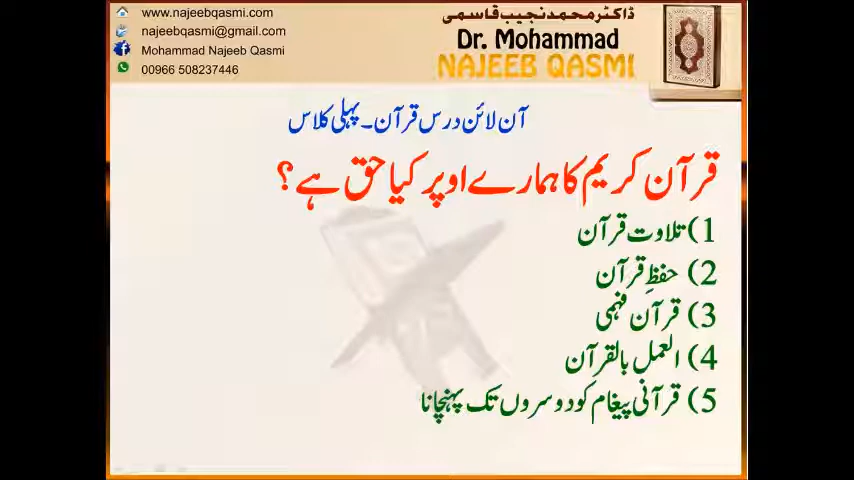 www.najeebqasmi.com
najeebqasmi@gmail.com
Mohammad Najeeb Qasmi
00966 508237446
ڈاکٹر محمد نجیب قاسمی
Dr. Mohammad
NAJEEB QASMI
آن لائن درس قرآن۔ پہلی کلاس
قرآن کریم کا ہمارے اوپر کیا حق ہے؟
1) تلاوت قرآن
2) حفظِ قرآن
3) قرآن فہمی
4) العمل بالقرآن
5) قرآنی پیغام کو دوسروں تک پہنچانا